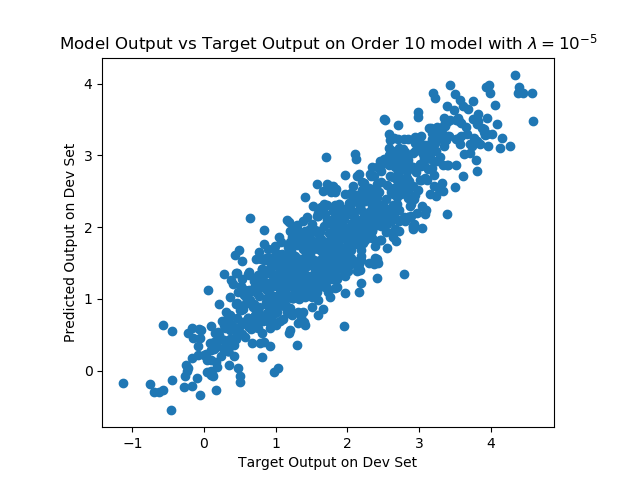 Model Output vs Target Output on Order 10 model with λ = 10⁻⁵
4
3
2
1
0
Predicted Output on Dev Set
−1 0 1 2 3 4
Target Output on Dev Set